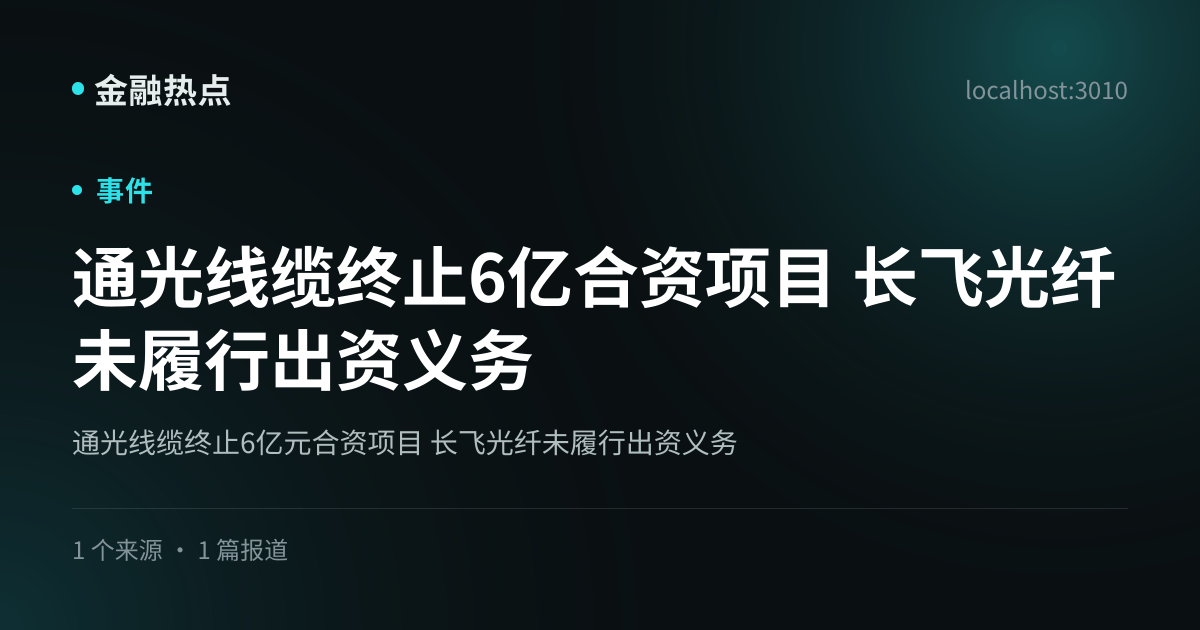 金融热点
localhost:3010
事件
通光线缆终止6亿合资项目 长飞光纤
未履行出资义务
通光线缆终止6亿元合资项目 长飞光纤未履行出资义务
1 个来源 · 1 篇报道